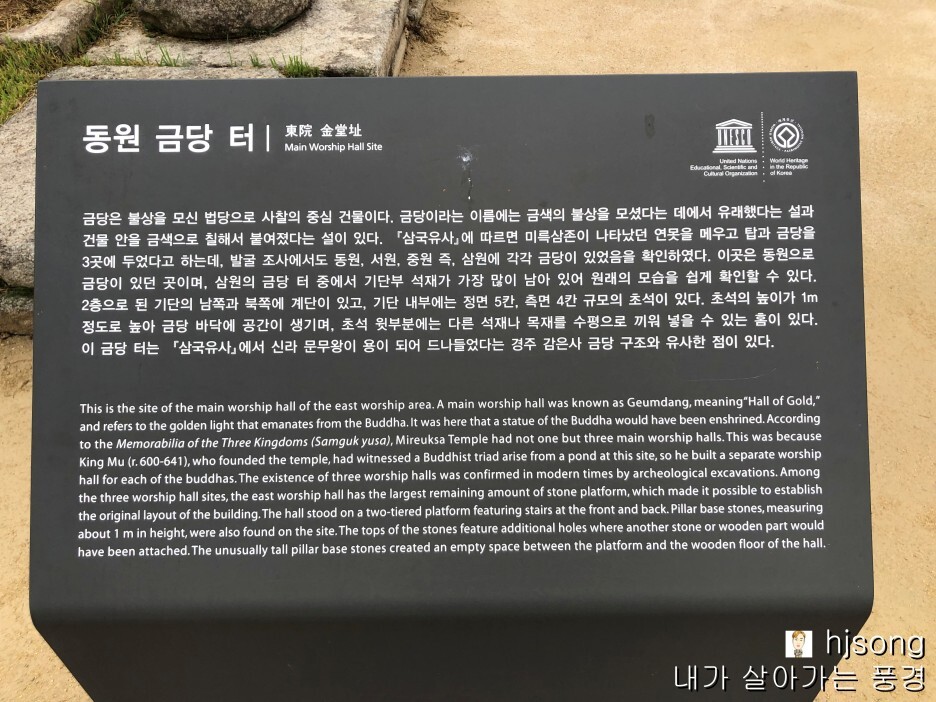 동원 금당 터
東院 金堂址
Main Worship Hall Site
UNESCO
United Nations
Educational, Scientific and
Cultural Organization
World Heritage
in the Republic
of Korea
금당은 불상을 모신 법당으로 사찰의 중심 건물이다. 금당이라는 이름에는 금색의 불상을 모셨다는 데에서 유래했다는 설과
건물 안을 금색으로 칠해서 붙여졌다는 설이 있다. 『삼국유사』에 따르면 미륵삼존이 나타났던 연못을 메우고 탑과 금당을
3곳에 두었다고 하는데, 발굴 조사에서도 동원, 서원, 중원 즉, 삼원에 각각 금당이 있었음을 확인하였다. 이곳은 동원으로
금당이 있던 곳이며, 삼원의 금당 터 중에서 기단부 석재가 가장 많이 남아 있어 원래의 모습을 쉽게 확인할 수 있다.
2층으로 된 기단의 남쪽과 북쪽에 계단이 있고, 기단 내부에는 정면 5칸, 측면 4칸 규모의 초석이 있다. 초석의 높이가 1m
정도로 높아 금당 바닥에 공간이 생기며, 초석 윗부분에는 다른 석재나 목재를 수평으로 끼워 넣을 수 있는 홈이 있다.
이 금당 터는 『삼국유사』에서 신라 문무왕이 용이 되어 드나들었다는 경주 감은사 금당 구조와 유사한 점이 있다.
This is the site of the main worship hall of the east worship area. A main worship hall was known as Geumdang, meaning "Hall of Gold,"
and refers to the golden light that emanates from the Buddha. It was here that a statue of the Buddha would have been enshrined. According
to the Memorabilia of the Three Kingdoms (Samguk yusa), Mireuksa Temple had not one but three main worship halls. This was because
King Mu (r. 600-641), who founded the temple, had witnessed a Buddhist triad arise from a pond at this site, so he built a separate worship
hall for each of the buddhas. The existence of three worship halls was confirmed in modern times by archeological excavations. Among
the three worship hall sites, the east worship hall has the largest remaining amount of stone platform, which made it possible to establish
the original layout of the building. The hall stood on a two-tiered platform featuring stairs at the front and back. Pillar base stones, measuring
about 1 m in height, were also found on the site. The tops of the stones feature additional holes where another stone or wooden part would
have been attached. The unusually tall pillar base stones created an empty space between the platform and the wooden floor of the hall.
hjsong
내가 살아가는 풍경